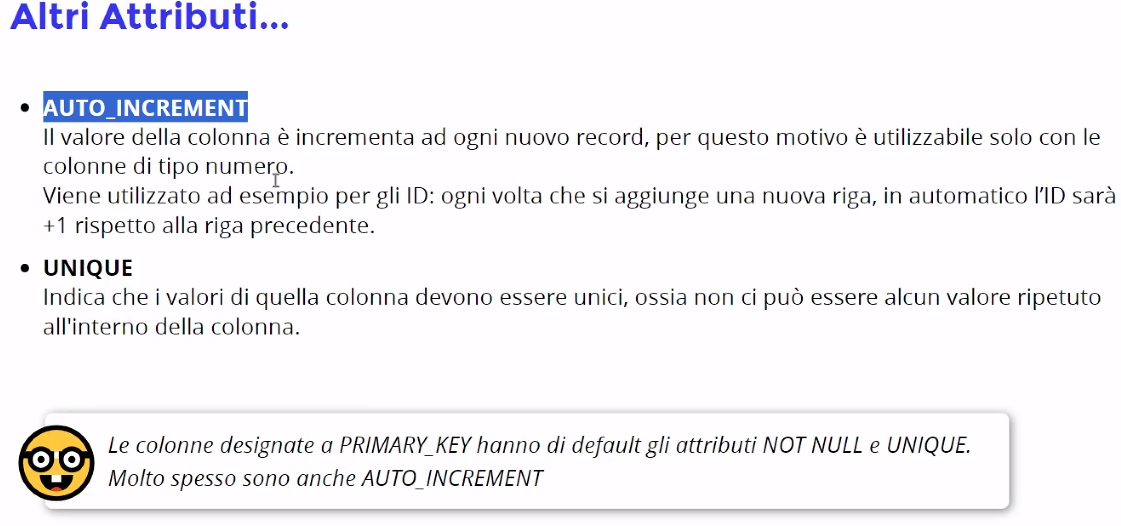 Altri Attributi...
AUTO_INCREMENT
Il valore della colonna è incrementa ad ogni nuovo record, per questo motivo è utilizzabile solo con le
colonne di tipo numero.
Viene utilizzato ad esempio per gli ID: ogni volta che si aggiunge una nuova riga, in automatico l'ID sarà
+1 rispetto alla riga precedente.
UNIQUE
Indica che i valori di quella colonna devono essere unici, ossia non ci può essere alcun valore ripetuto
all'interno della colonna.
Le colonne designate a PRIMARY_KEY hanno di default gli attributi NOT NULL e UNIQUE.
Molto spesso sono anche AUTO_INCREMENT